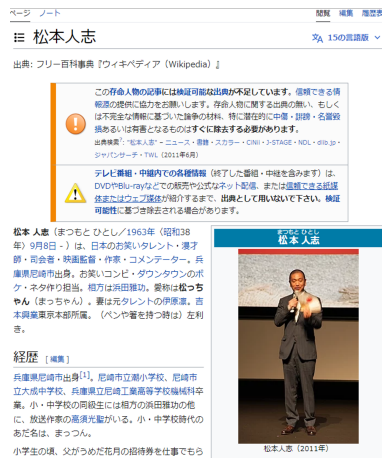 ページ ノート 閲覧 編集 履歴表
松本人志 15の言語版
出典: フリー百科事典『ウィキペディア（Wikipedia）』
この存命人物の記事には検証可能な出典が不足しています。信頼できる情
報源の提供に協力をお願いします。存命人物に関する出典の無い、もしく
は不完全な情報に基づいた論争の材料、特に潜在的に中傷・誹謗・名誉毀
損あるいは有害となるものはすぐに除去する必要があります。
出典検索?: "松本人志" – ニュース・書籍・スカラー・CiNii・J-STAGE・NDL・dlib.jp・
ジャパンサーチ・TWL（2011年6月）
テレビ番組・中継内での各種情報（終了した番組・中継を含みます）は、
DVDやBlu-rayなどでの販売や公式なネット配信、または信頼できる紙媒
体またはウェブ媒体が紹介するまで、出典として用いないで下さい。検証
可能性に基づき除去される場合があります。
松本 人志（まつもと ひとし／1963年（昭和38
年）9月8日 - ）は、日本のお笑いタレント・漫才
師・司会者・映画監督・作家・コメンテーター。兵
庫県尼崎市出身。お笑いコンビ・ダウンタウンのボ
ケ・ネタ作り担当。相方は浜田雅功。愛称は松っち
ゃん（まっちゃん）。妻は元タレントの伊原凛。吉
本興業東京本部所属。（ペンや箸を持つ時は）左利
き。
まつもと ひとし
松本 人志
松本人志（2011年）
経歴 [編集]
兵庫県尼崎市出身[1]。尼崎市立潮小学校、尼崎市
立大成中学校、兵庫県立尼崎工業高等学校機械科卒
業。小・中学校の同級生には相方の浜田雅功の他
に、放送作家の高須光聖がいる。小・中学校時代の
あだ名は、まっつん。
小学生の頃、父がうめだ花月の招待券を仕事でもら